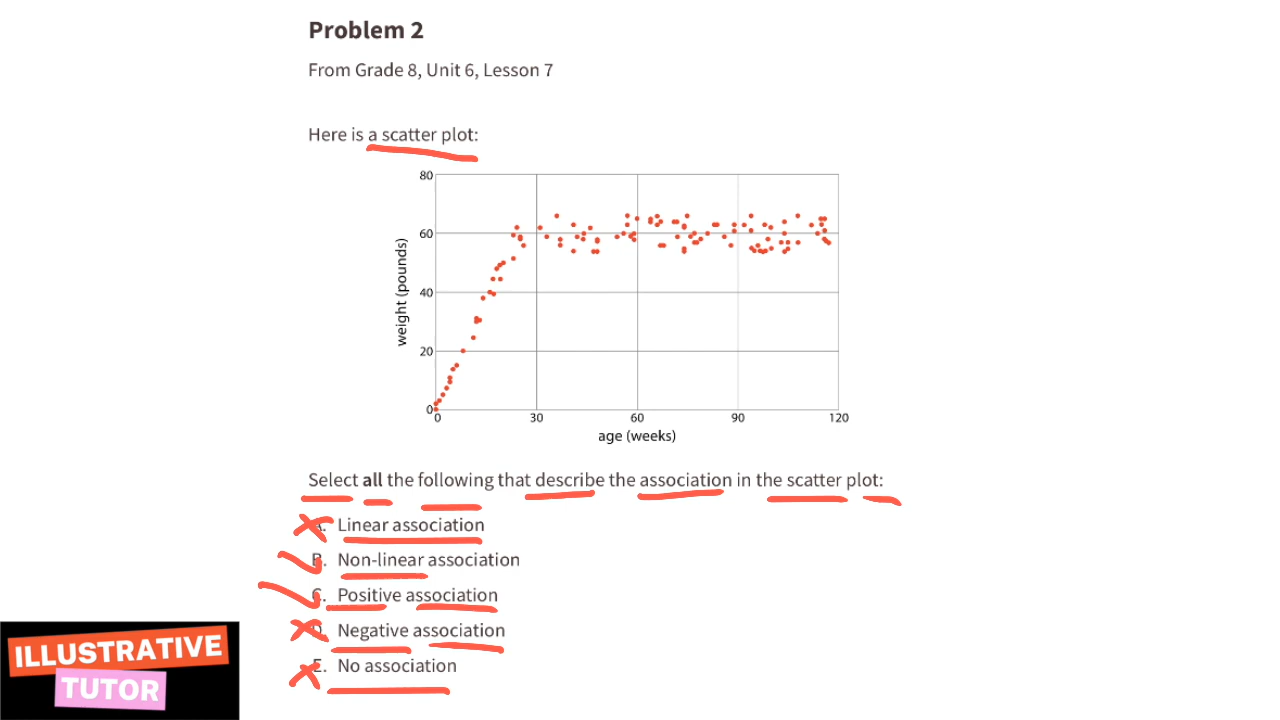 Problem 2
From Grade 8, Unit 6, Lesson 7
Here is a scatter plot:
80
60
40
20
0
weight (pounds)
0 30 60 90 120
age (weeks)
Select all the following that describe the association in the scatter plot:
A. Linear association
B. Non-linear association
C. Positive association
D. Negative association
E. No association
ILLUSTRATIVE
TUTOR